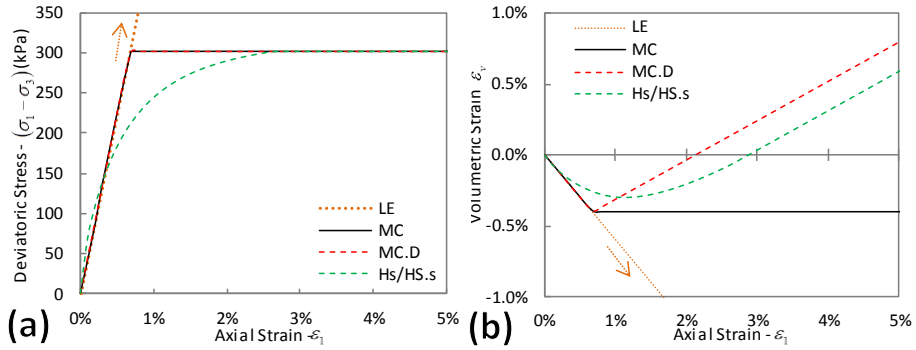 Deviatoric Stress - (σ₁ − σ₃) (kPa)
350
300
250
200
150
100
50
0
0%
1%
2%
3%
4%
5%
Axial Strain -ε₁
LE
MC
MC.D
Hs/HS.s
(a)
Volumetric Strain εᵥ
1.0%
0.5%
0.0%
-0.5%
-1.0%
0%
1%
2%
3%
4%
5%
Axial Strain - ε₁
LE
MC
MC.D
Hs/HS.s
(b)